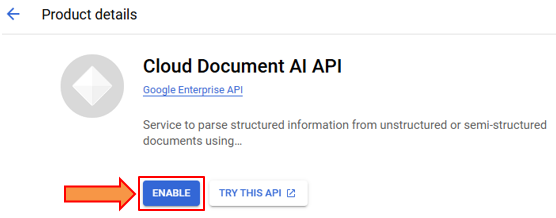 Product details
Cloud Document AI API
Google Enterprise API
Service to parse structured information from unstructured or semi-structured
documents using…
ENABLE
TRY THIS API